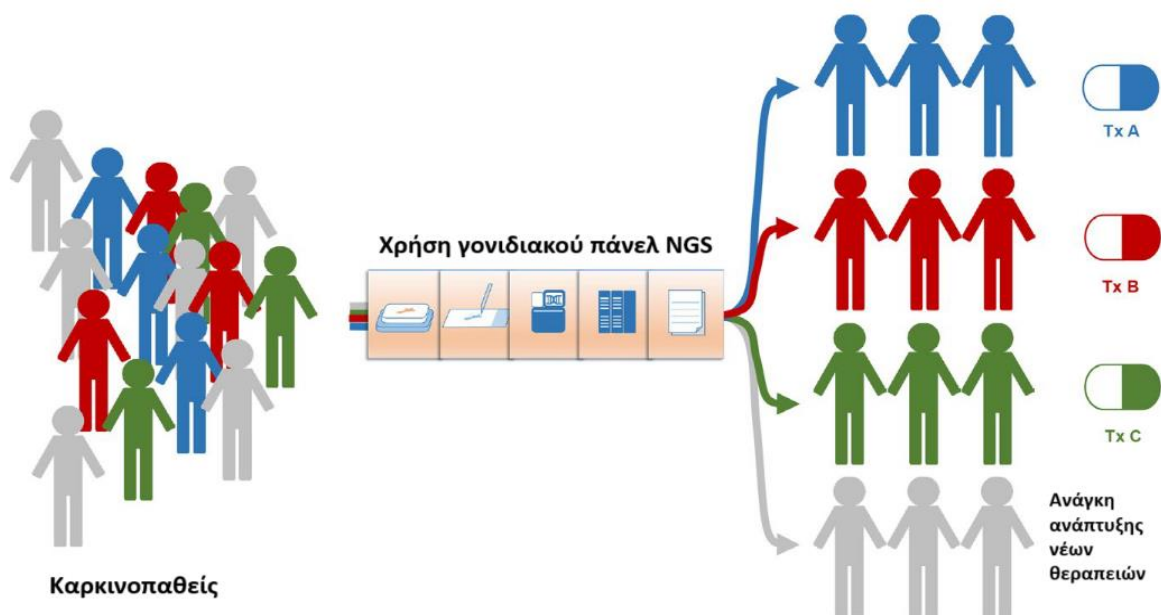 Καρκινοπαθείς
Χρήση γονιδιακού πάνελ NGS
Tx A
Tx B
Tx C
Ανάγκη
ανάπτυξης
νέων
θεραπειών